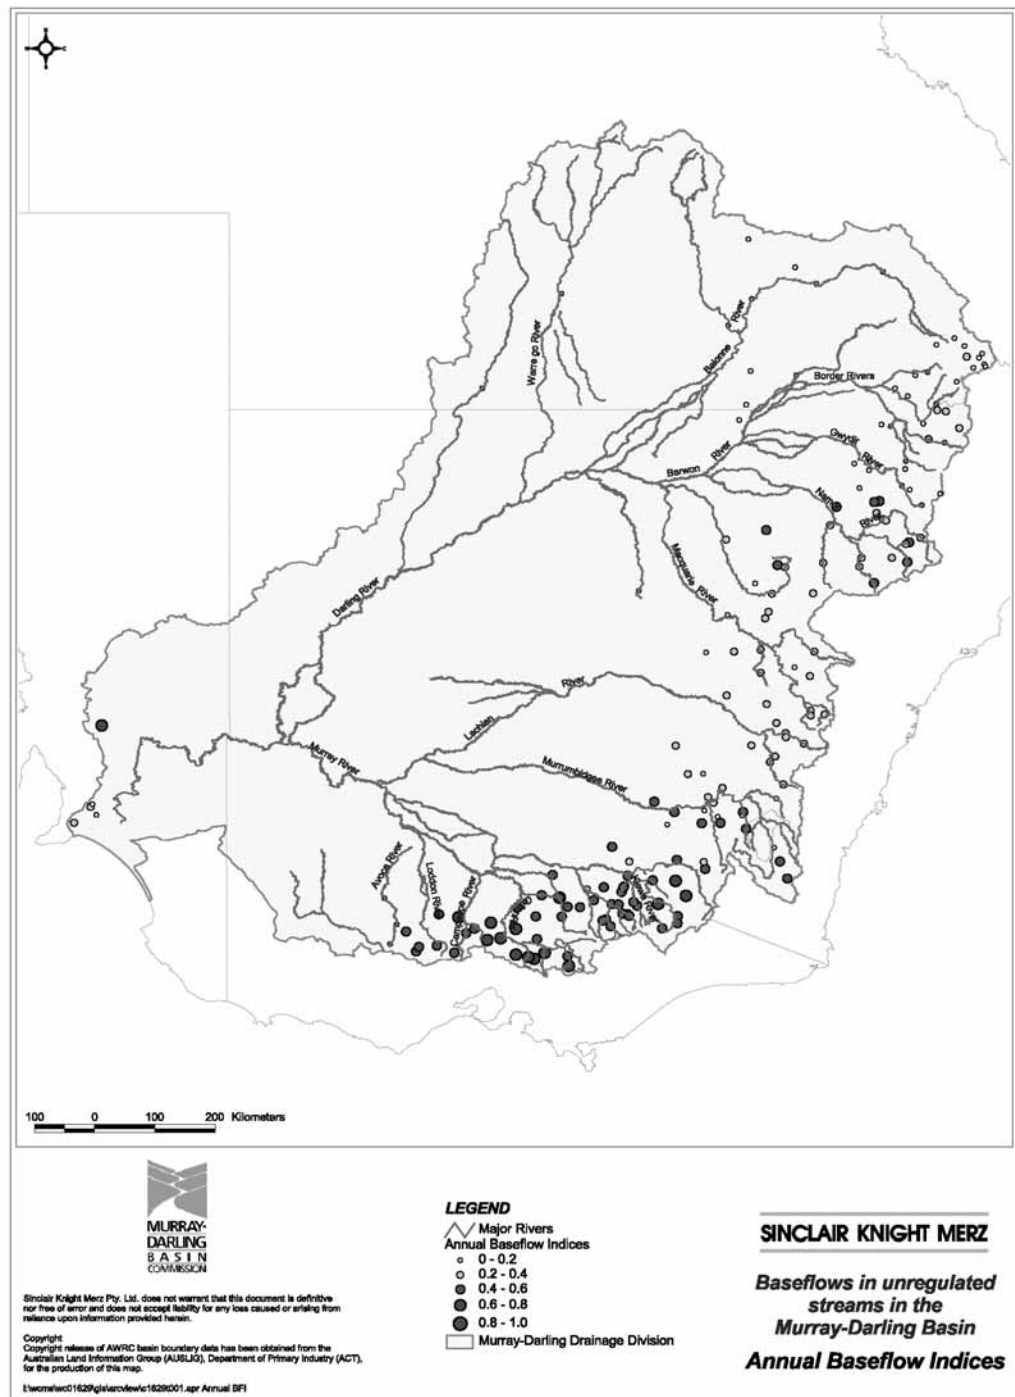 Warrego River
Balonne
River
Border Rivers
Gwydir
River
Barwon
River
Namoi
River
Macquarie River
Darling River
River
Lachlan
Murray River
Murrumbidgee River
Avoca River
Loddon River
Campaspe River
100 0 100 200 Kilometers
MURRAY-
DARLING
BASIN
COMMISSION
LEGEND
Major Rivers
Annual Baseflow Indices
0 - 0.2
0.2 - 0.4
0.4 - 0.6
0.6 - 0.8
0.8 - 1.0
Murray-Darling Drainage Division
SINCLAIR KNIGHT MERZ
Baseflows in unregulated
streams in the
Murray-Darling Basin
Annual Baseflow Indices
Sinclair Knight Merz Pty. Ltd. does not warrant that this document is definitive
nor free of error and does not accept liability for any loss caused or arising from
reliance upon information provided herein.
Copyright
Copyright release of AWRC basin boundary data has been obtained from the
Australian Land Information Group (AUSLIG), Department of Primary Industry (ACT),
for the production of this map.
Annual BFI